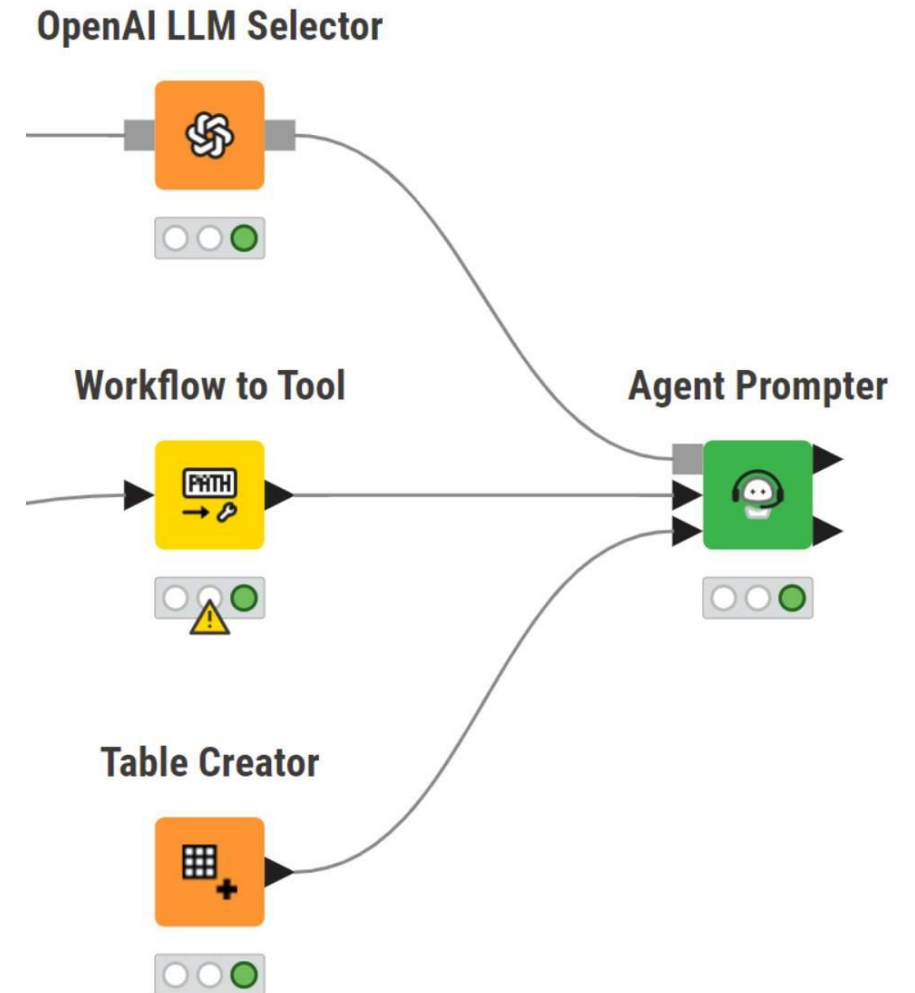 OpenAI LLM Selector
Workflow to Tool
Agent Prompter
PATH
Table Creator